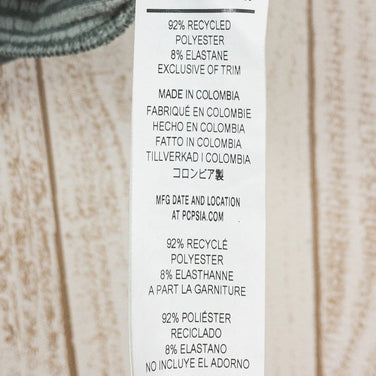 92% RECYCLED
POLYESTER
8% ELASTANE
EXCLUSIVE OF TRIM
MADE IN COLOMBIA
FABRIQUÉ EN COLOMBIE
HECHO EN COLOMBIA
FATTO IN COLOMBIA
TILLVERKAD I COLOMBIA
コロンビア製
MFG DATE AND LOCATION
AT PCPSIA.COM
92% RECYCLÉ
POLYESTER
8% ELASTHANNE
A PART LA GARNITURE
92% POLIÉSTER
RECICLADO
8% ELASTANO
NO INCLUYE EL ADORNO